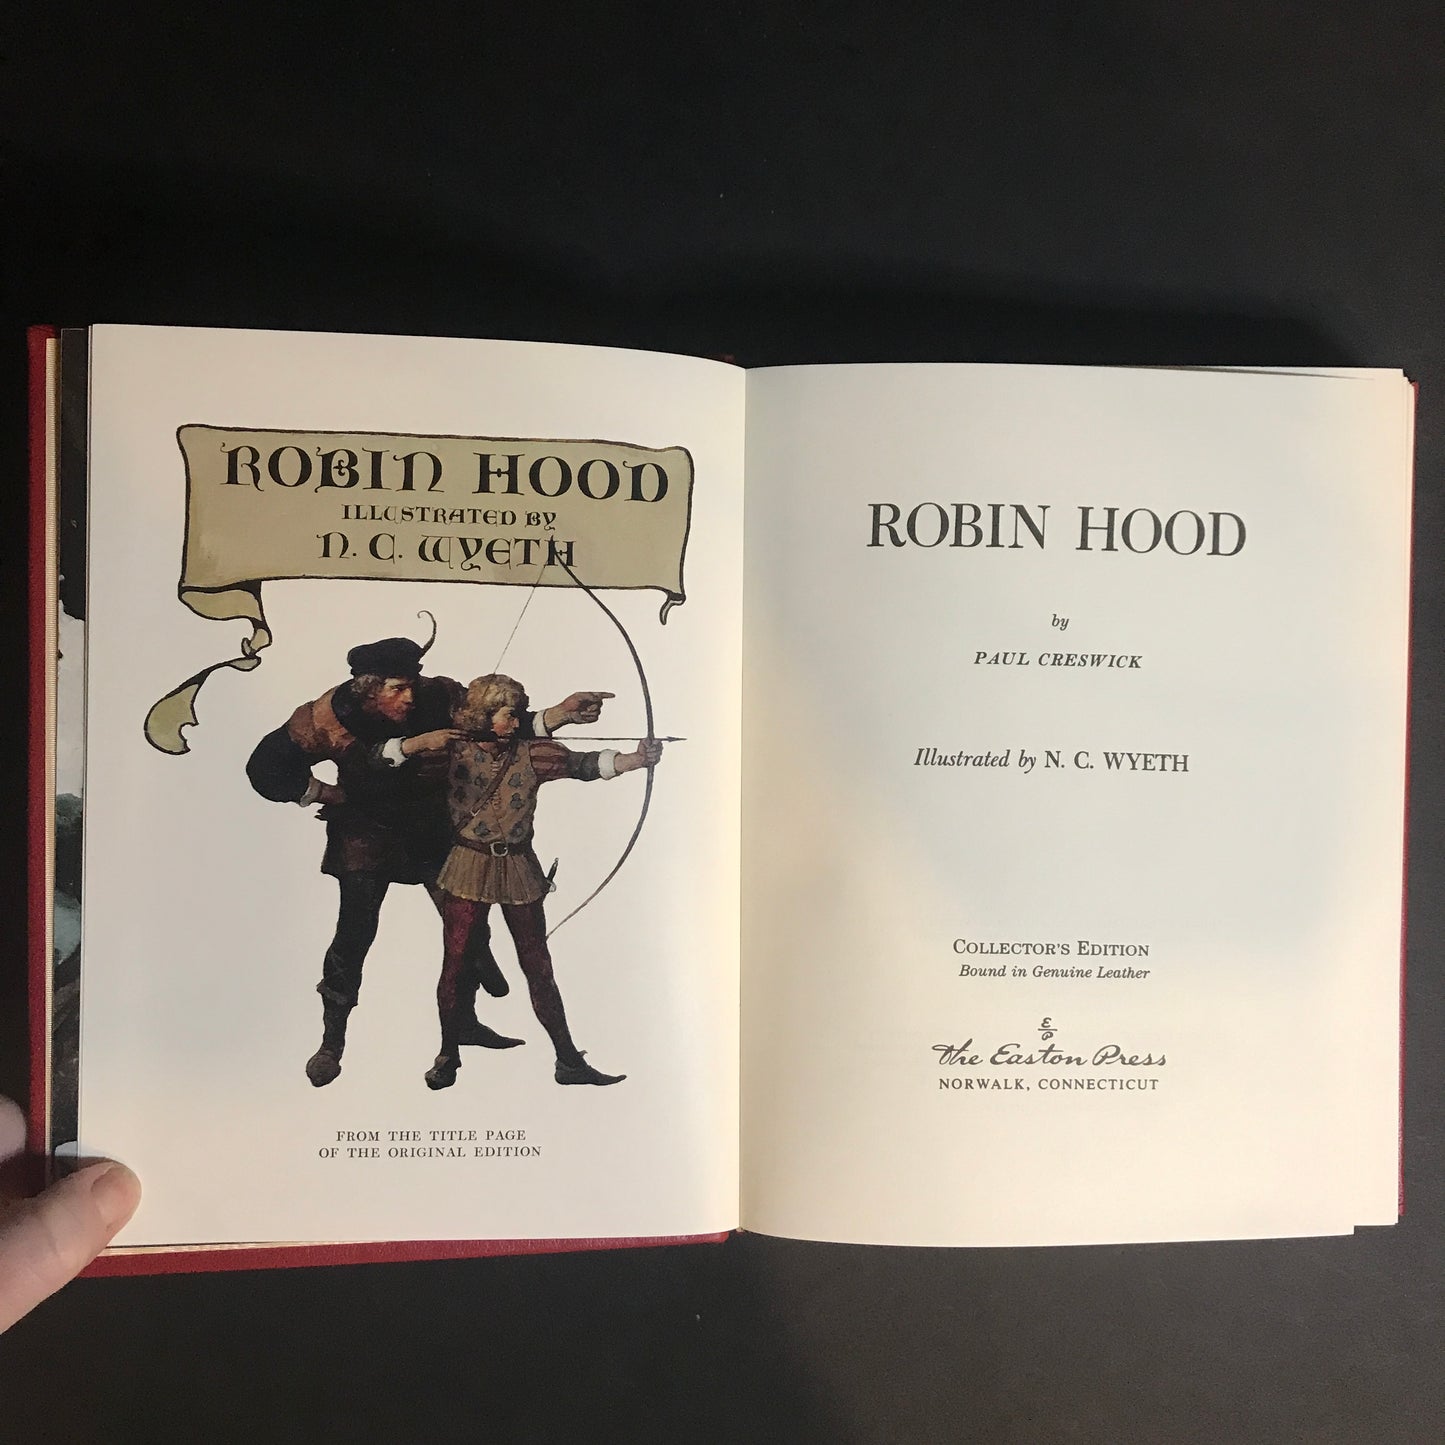 ROBIN HOOD
ILLUSTRATED BY
N. C. WYETH
FROM THE TITLE PAGE
OF THE ORIGINAL EDITION
ROBIN HOOD
by
PAUL CRESWICK
Illustrated by N. C. WYETH
COLLECTOR'S EDITION
Bound in Genuine Leather
E
P
The Easton Press
NORWALK, CONNECTICUT